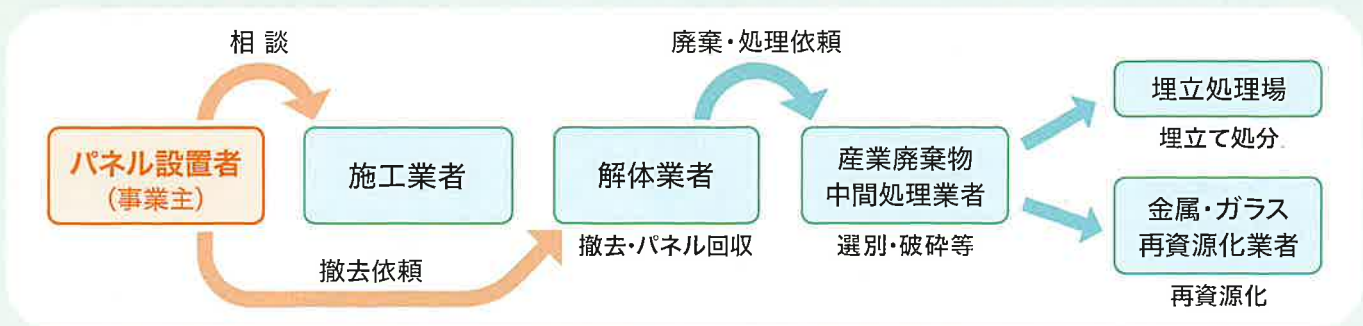 相談
廃棄・処理依頼
パネル設置者
(事業主)
施工業者
解体業者
撤去・パネル回収
産業廃棄物
中間処理業者
選別・破砕等
埋立処理場
埋立て処分
金属・ガラス
再資源化業者
再資源化
撤去依頼